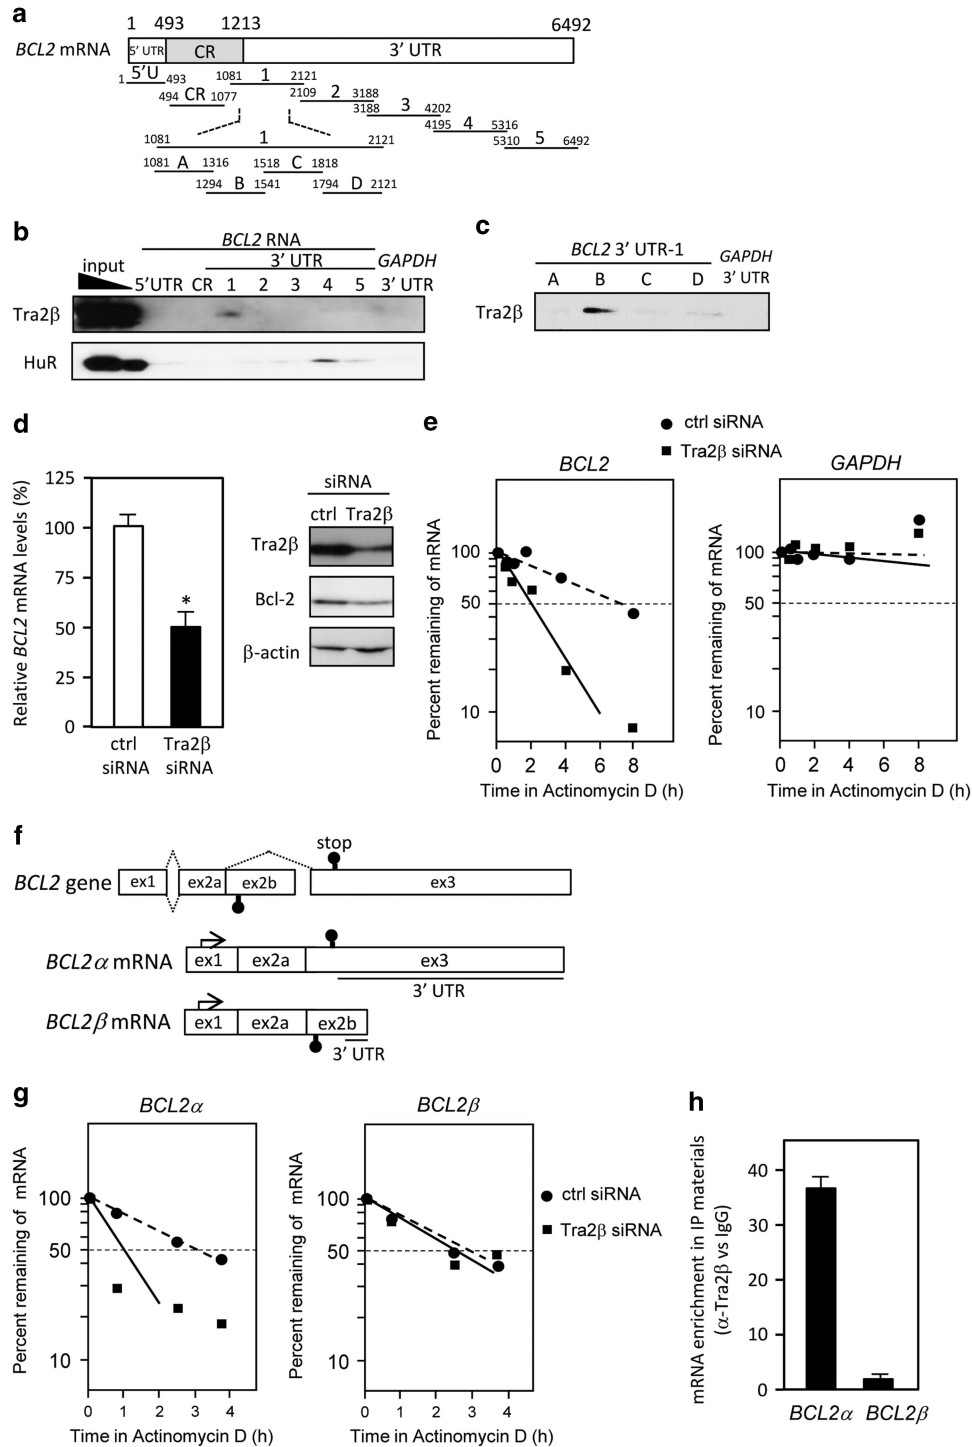 a
1 493 1213 6492
BCL2 mRNA 5' UTR CR 3' UTR
1 5'U 493 1081 1 2121
494 CR 1077 2109 2 3188
3188 3 4202
4195 4 5316
5310 5 6492
1081 1 2121
1081 A 1316 1518 C 1818
1294 B 1541 1794 D 2121
b
BCL2 RNA
3' UTR GAPDH
input 5'UTR CR 1 2 3 4 5 3' UTR
Tra2β
HuR
c
BCL2 3' UTR-1 GAPDH
A B C D 3' UTR
Tra2β
d
Relative BCL2 mRNA levels (%)
125
100
75
50
25
0
*
ctrl siRNA
Tra2β siRNA
siRNA
ctrl Tra2β
Tra2β
Bcl-2
β-actin
e
ctrl siRNA
Tra2β siRNA
BCL2
Percent remaining of mRNA
100
50
10
0 2 4 6 8
Time in Actinomycin D (h)
GAPDH
Percent remaining of mRNA
100
50
10
0 2 4 6 8
Time in Actinomycin D (h)
f
stop
BCL2 gene ex1 ex2a ex2b ex3
BCL2α mRNA ex1 ex2a ex3
3' UTR
BCL2β mRNA ex1 ex2a ex2b
3' UTR
g
BCL2α
Percent remaining of mRNA
100
50
10
0 1 2 3 4
Time in Actinomycin D (h)
BCL2β
Percent remaining of mRNA
100
50
10
0 1 2 3 4
Time in Actinomycin D (h)
ctrl siRNA
Tra2β siRNA
h
mRNA enrichment in IP materials
(α-Tra2β vs IgG)
40
30
20
10
0
BCL2α BCL2β